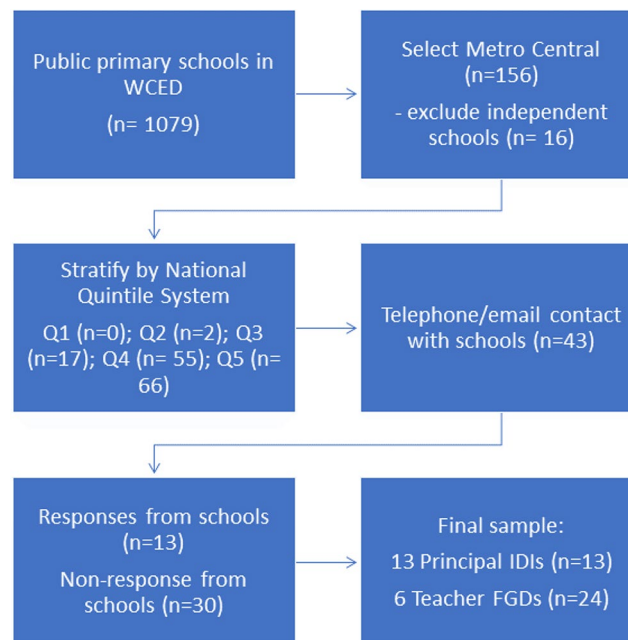 Public primary schools in
WCED
(n= 1079)
Select Metro Central
(n=156)
- exclude independent
schools (n= 16)
Stratify by National
Quintile System
Q1 (n=0); Q2 (n=2); Q3
(n=17); Q4 (n= 55); Q5 (n=
66)
Telephone/email contact
with schools (n=43)
Responses from schools
(n=13)
Non-response from
schools (n=30)
Final sample:
13 Principal IDIs (n=13)
6 Teacher FGDs (n=24)